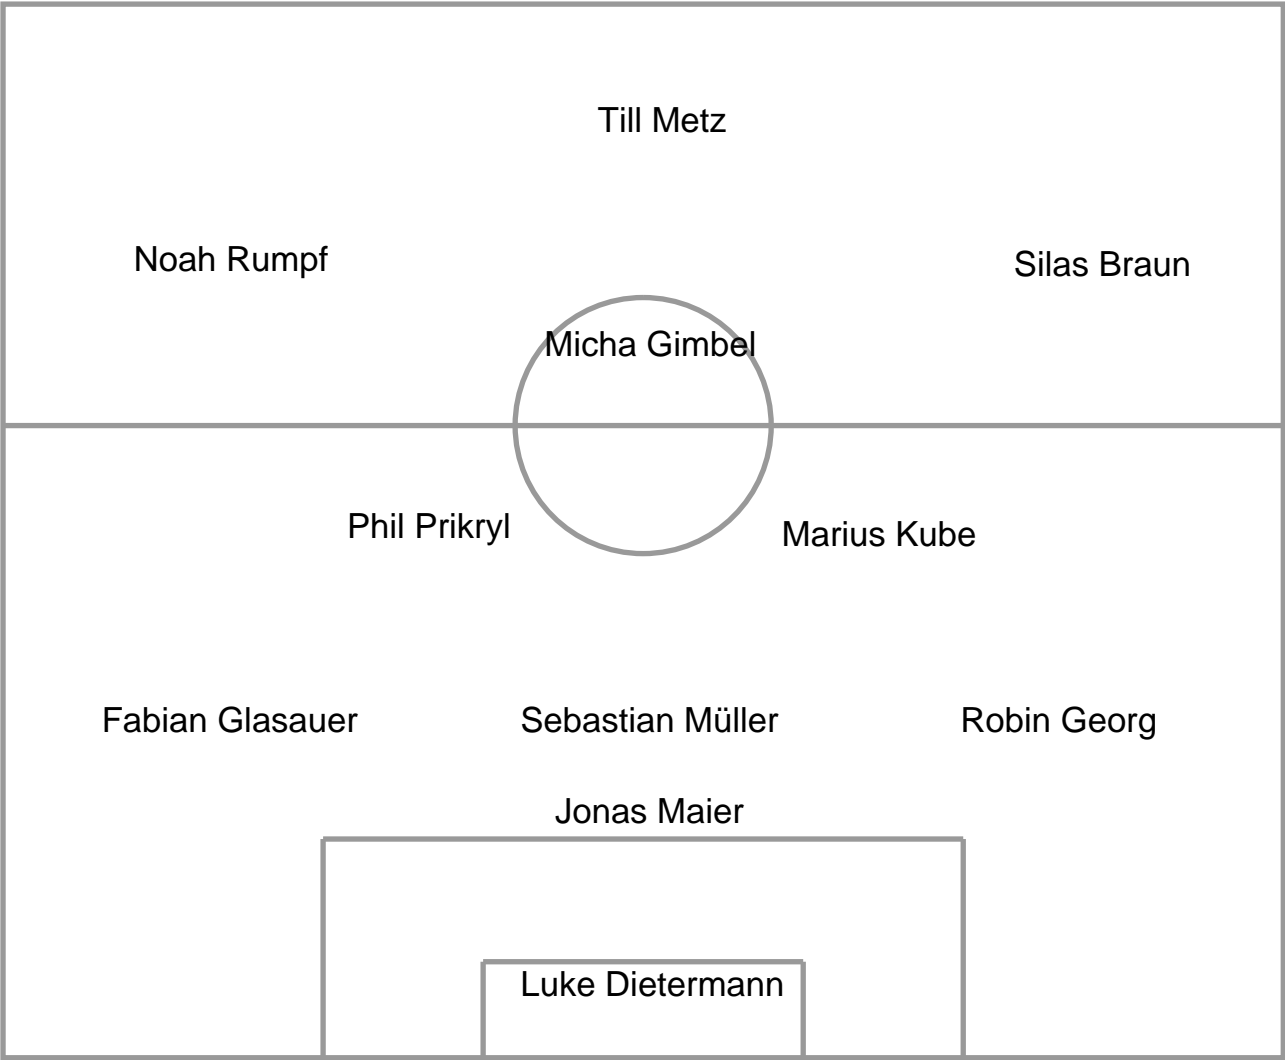 Till Metz
Noah Rumpf
Silas Braun
Micha Gimbel
Phil Prikryl
Marius Kube
Fabian Glasauer
Sebastian Müller
Robin Georg
Jonas Maier
Luke Dietermann